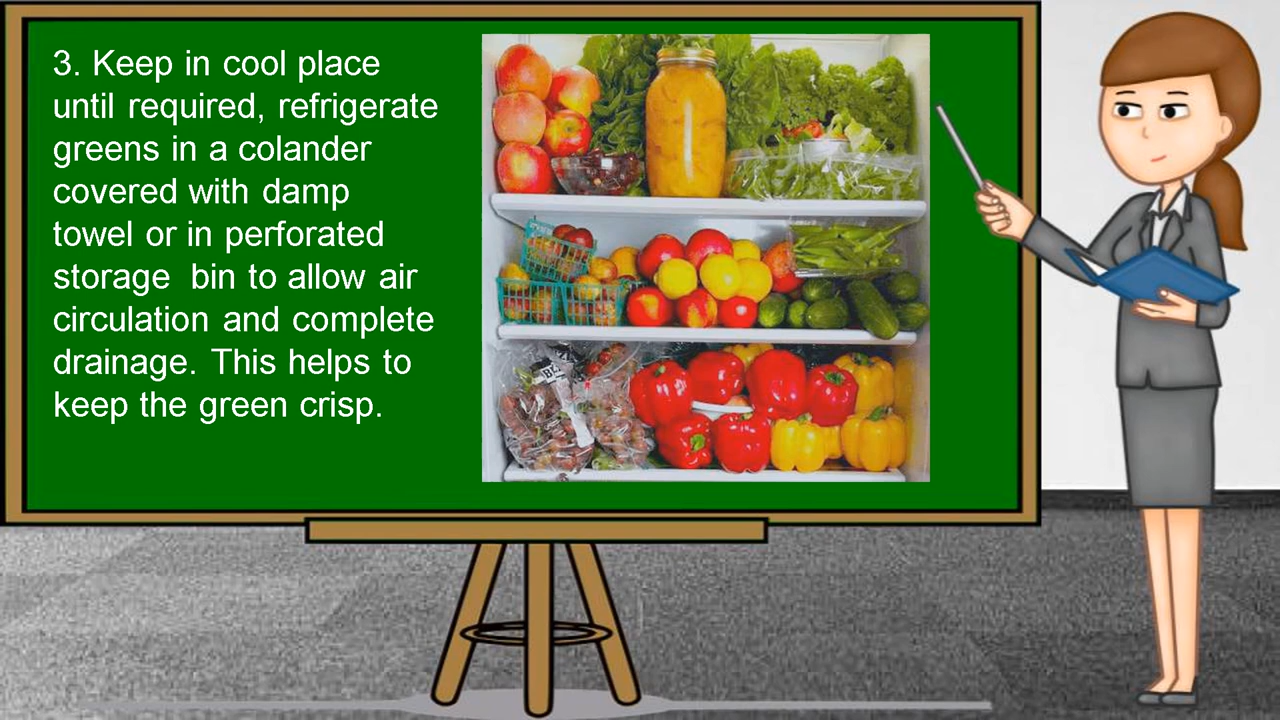 3. Keep in cool place
until required, refrigerate
greens in a colander
covered with damp
towel or in perforated
storage  bin to allow air
circulation and complete
drainage. This helps to
keep the green crisp.